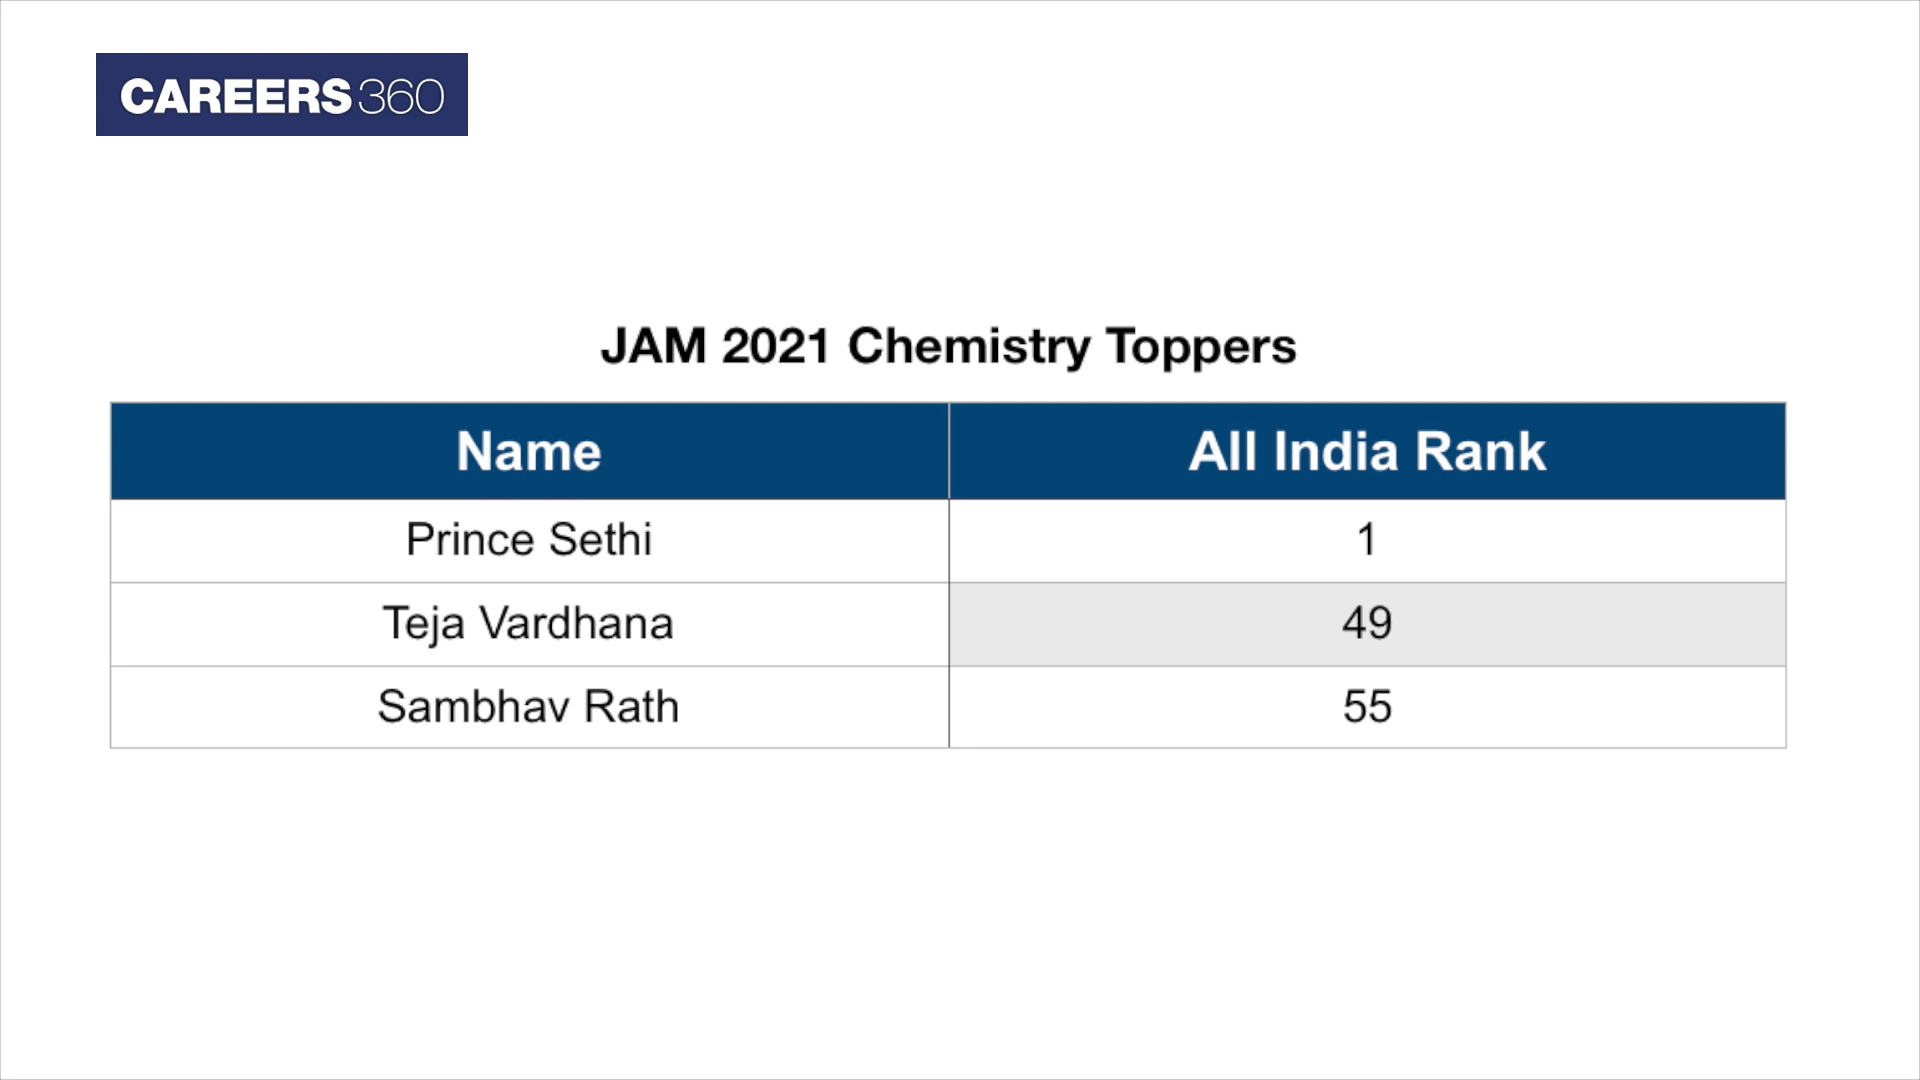 CAREERS360
JAM 2021 Chemistry Toppers
Name All India Rank
Prince Sethi 1
Teja Vardhana 49
Sambhav Rath 55